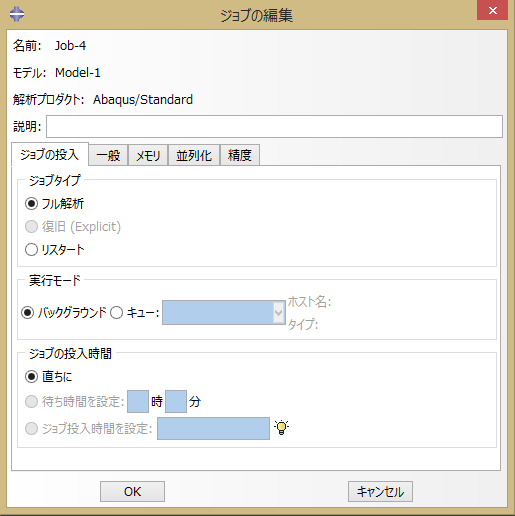 ジョブの編集
名前: Job-4
モデル: Model-1
解析プロダクト: Abaqus/Standard
説明:
ジョブの投入 一般 メモリ 並列化 精度
ジョブタイプ
フル解析
復旧 (Explicit)
リスタート
実行モード
バックグラウンド キュー: ホスト名:
タイプ:
ジョブの投入時間
直ちに
待ち時間を設定: 時 分
ジョブ投入時間を設定:
OK キャンセル